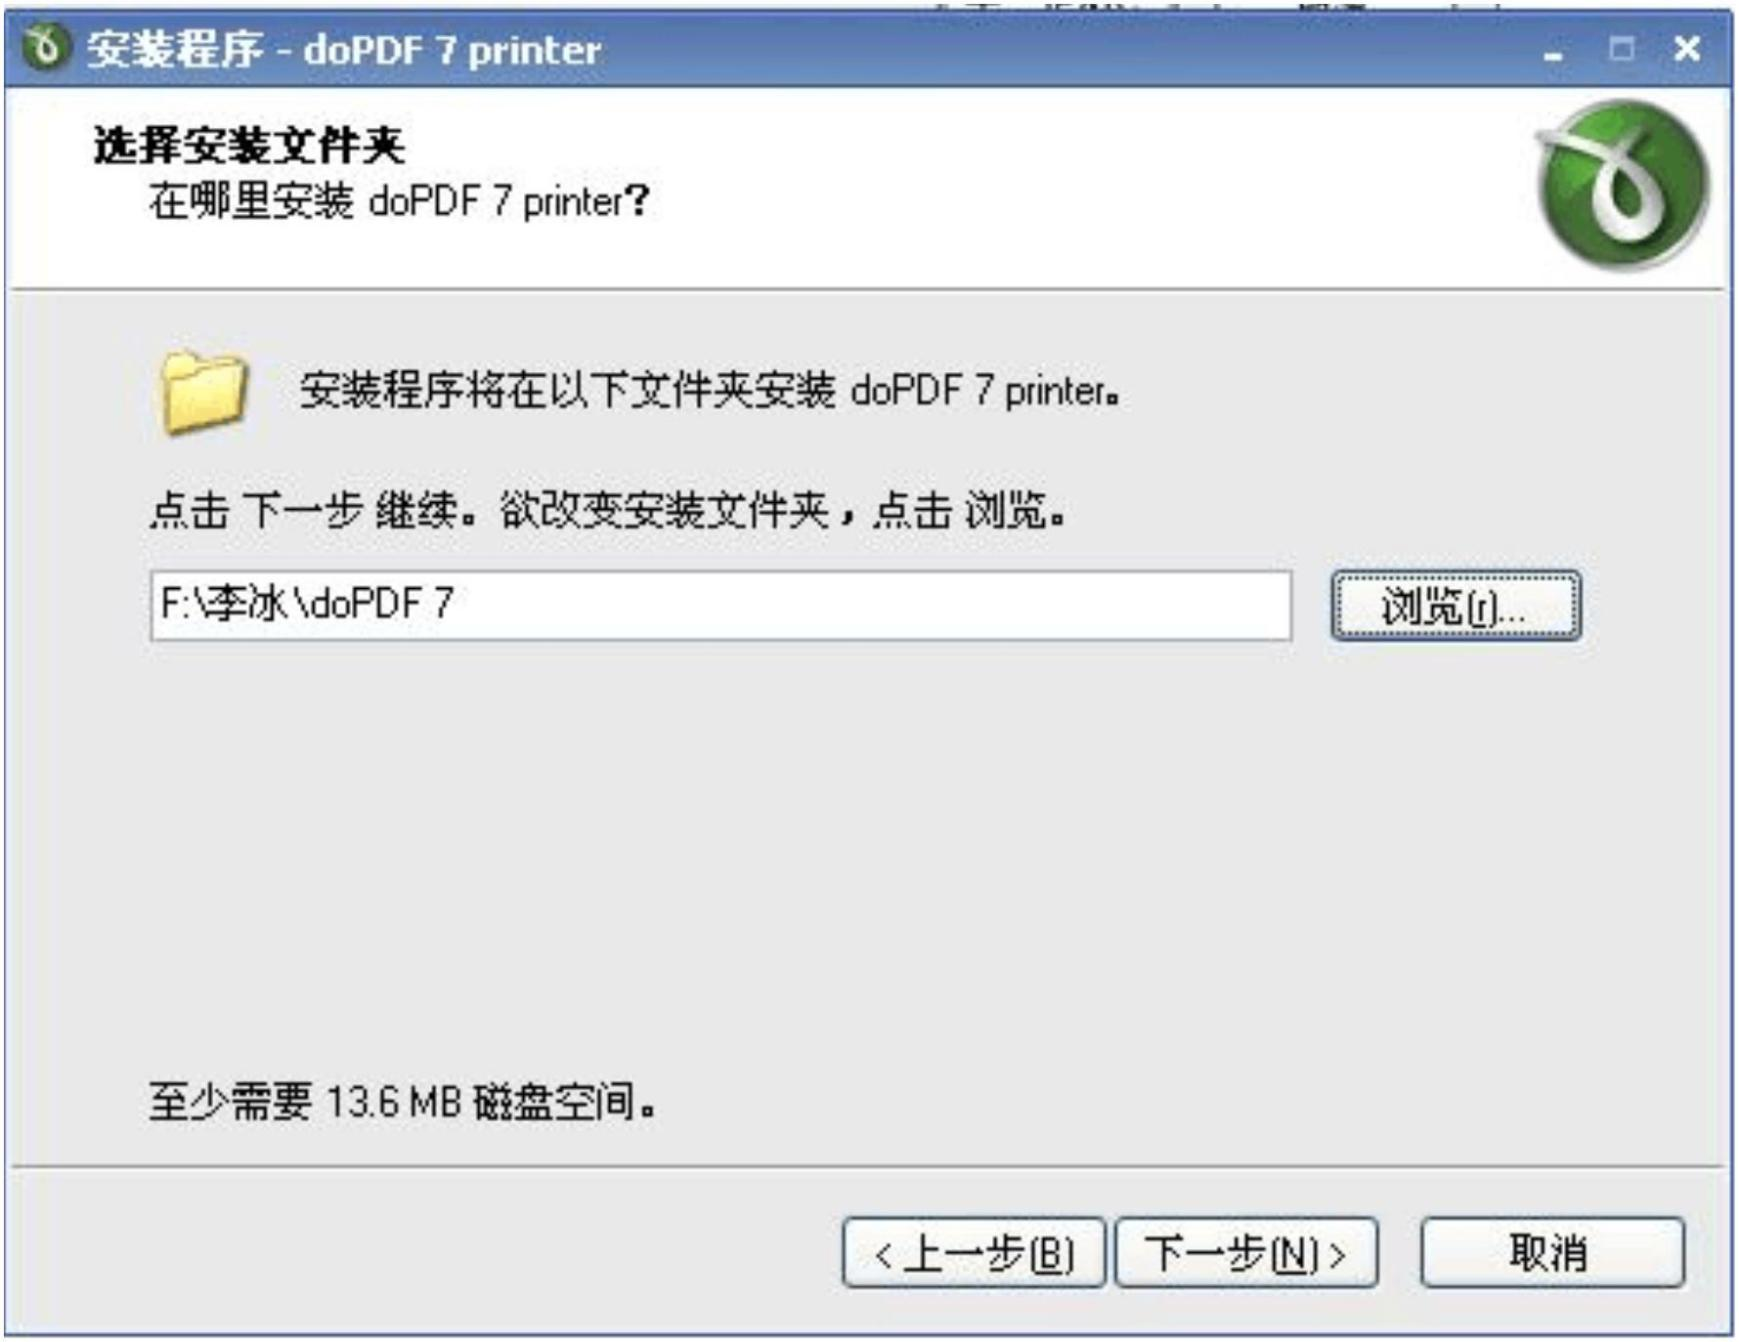 安装程序 - doPDF 7 printer
选择安装文件夹
在哪里安装 doPDF 7 printer?
安装程序将在以下文件夹安装 doPDF 7 printer。
点击 下一步 继续。欲改变安装文件夹，点击 浏览。
F:\李冰\doPDF 7
浏览(r)...
至少需要 13.6 MB 磁盘空间。
< 上一步(B)
下一步(N) >
取消